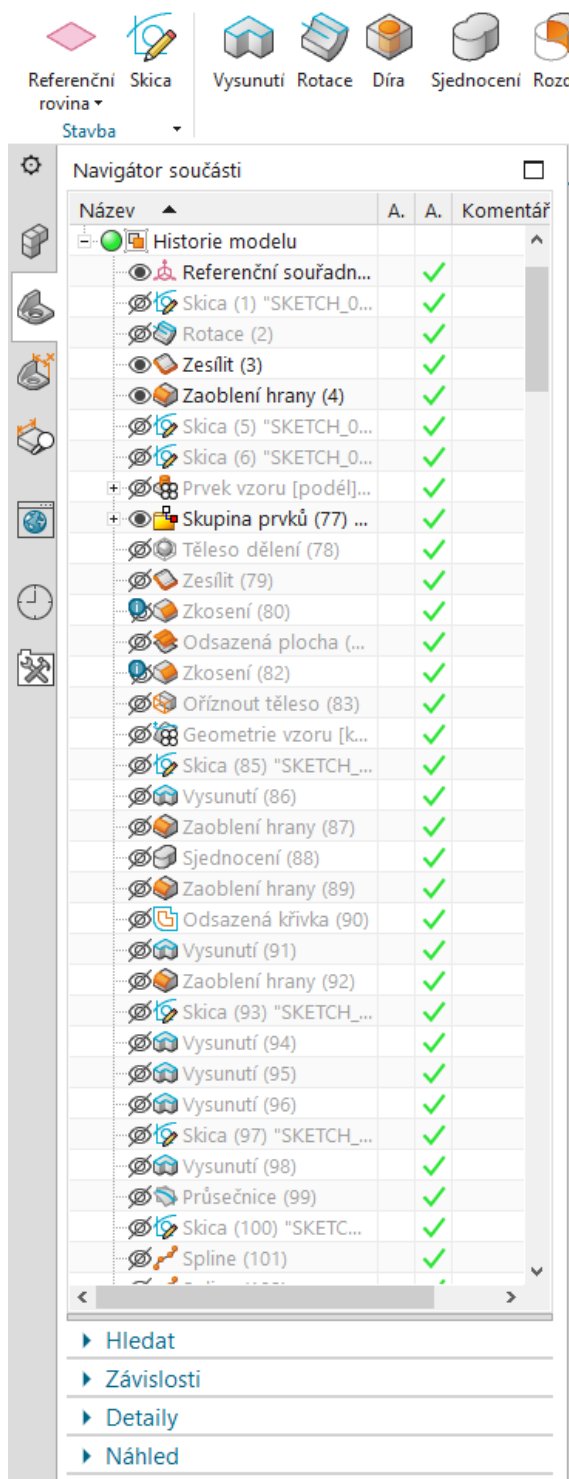 Referenční rovina
Skica
Vysunutí
Rotace
Díra
Sjednocení
Rozd
Stavba
Navigátor součásti
Název A. A. Komentář
Historie modelu
Referenční souřadn...
Skica (1) "SKETCH_0...
Rotace (2)
Zesílit (3)
Zaoblení hrany (4)
Skica (5) "SKETCH_0...
Skica (6) "SKETCH_0...
Prvek vzoru [podél]...
Skupina prvků (77) ...
Těleso dělení (78)
Zesílit (79)
Zkosení (80)
Odsazená plocha (...
Zkosení (82)
Oříznout těleso (83)
Geometrie vzoru [k...
Skica (85) "SKETCH_...
Vysunutí (86)
Zaoblení hrany (87)
Sjednocení (88)
Zaoblení hrany (89)
Odsazená křivka (90)
Vysunutí (91)
Zaoblení hrany (92)
Skica (93) "SKETCH_...
Vysunutí (94)
Vysunutí (95)
Vysunutí (96)
Skica (97) "SKETCH_...
Vysunutí (98)
Průsečnice (99)
Skica (100) "SKETC...
Spline (101)
Hledat
Závislosti
Detaily
Náhled